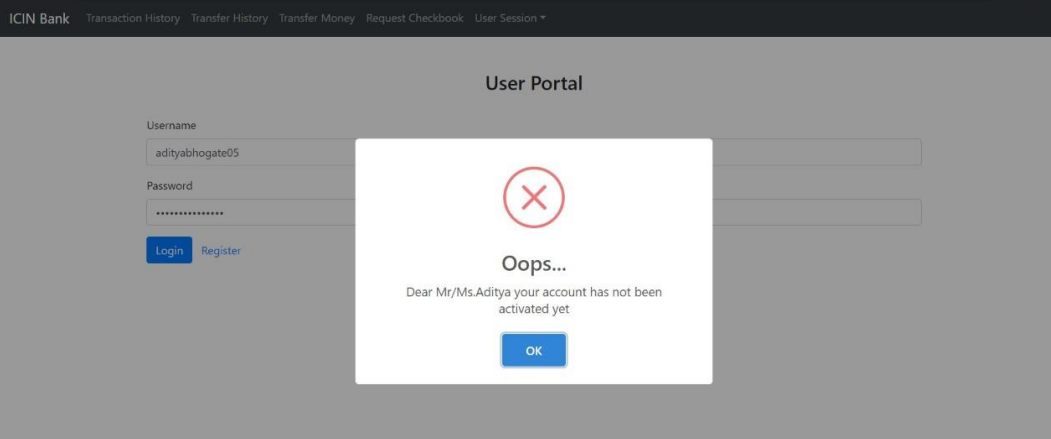 ICIN Bank Transaction History Transfer History Transfer Money Request Checkbook User Session
User Portal
Username
adityabhogate05
Password
•••••••••••••••
Login Register
Oops...
Dear Mr/Ms.Aditya your account has not been
activated yet
OK